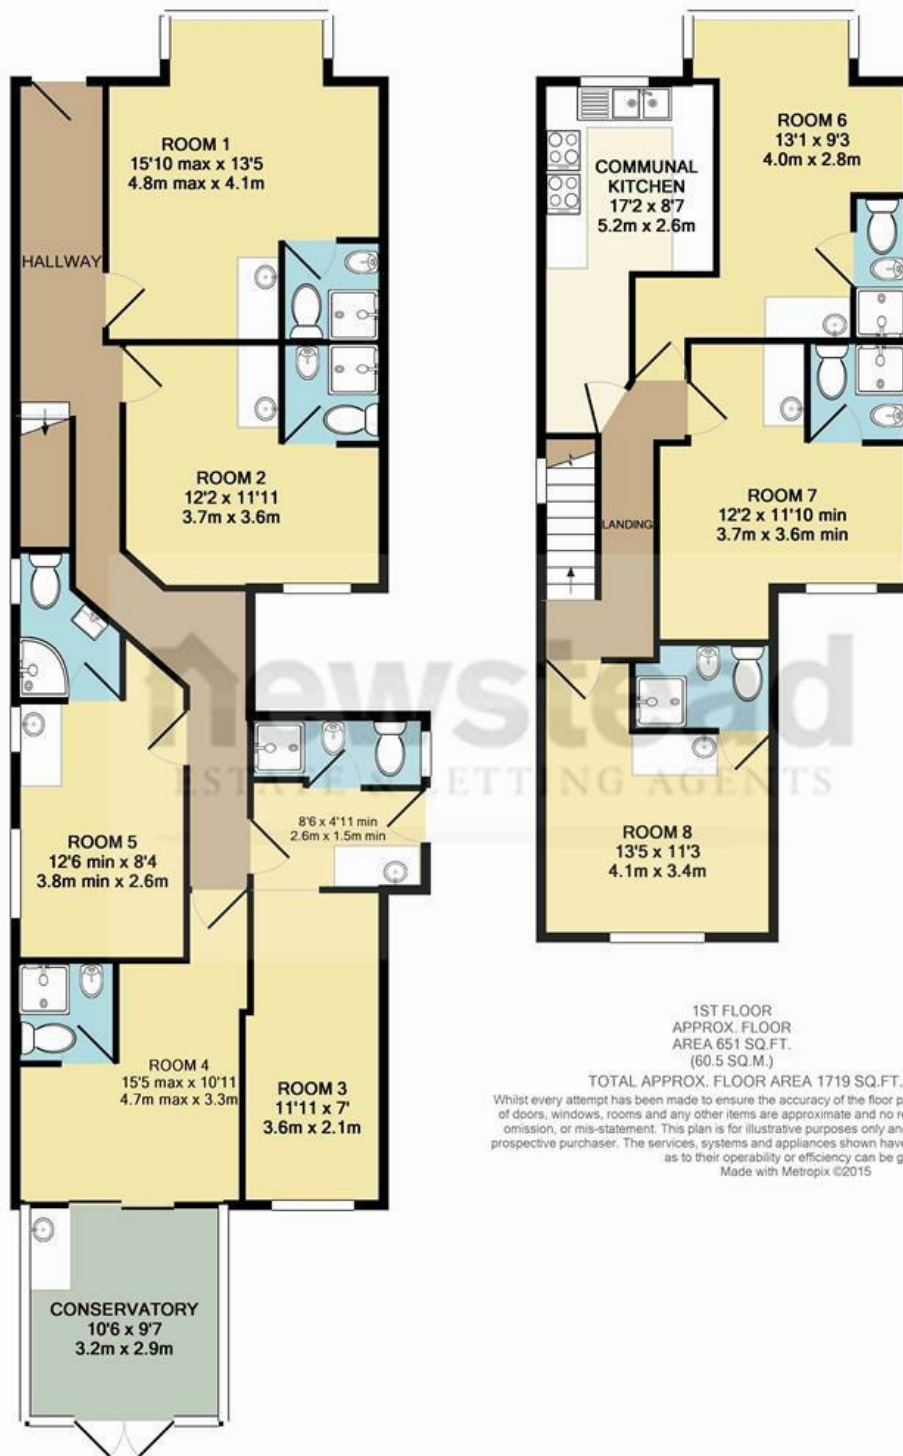 ROOM 1
15'10 max x 13'5
4.8m max x 4.1m
HALLWAY
ROOM 2
12'2 x 11'11
3.7m x 3.6m
8'6 x 4'11 min
2.6m x 1.5m min
ROOM 5
12'6 min x 8'4
3.8m min x 2.6m
ROOM 4
15'5 max x 10'11
4.7m max x 3.3m
ROOM 3
11'11 x 7'
3.6m x 2.1m
CONSERVATORY
10'6 x 9'7
3.2m x 2.9m
COMMUNAL
KITCHEN
17'2 x 8'7
5.2m x 2.6m
ROOM 6
13'1 x 9'3
4.0m x 2.8m
ROOM 7
12'2 x 11'10 min
3.7m x 3.6m min
LANDING
ROOM 8
13'5 x 11'3
4.1m x 3.4m
newstead
ESTATE & LETTING AGENTS
1ST FLOOR
APPROX. FLOOR
AREA 651 SQ.FT.
(60.5 SQ.M.)
TOTAL APPROX. FLOOR AREA 1719 SQ.FT.
Whilst every attempt has been made to ensure the accuracy of the floor p
of doors, windows, rooms and any other items are approximate and no re
omission, or mis-statement. This plan is for illustrative purposes only an
prospective purchaser. The services, systems and appliances shown have
as to their operability or efficiency can be g
Made with Metropix ©2015